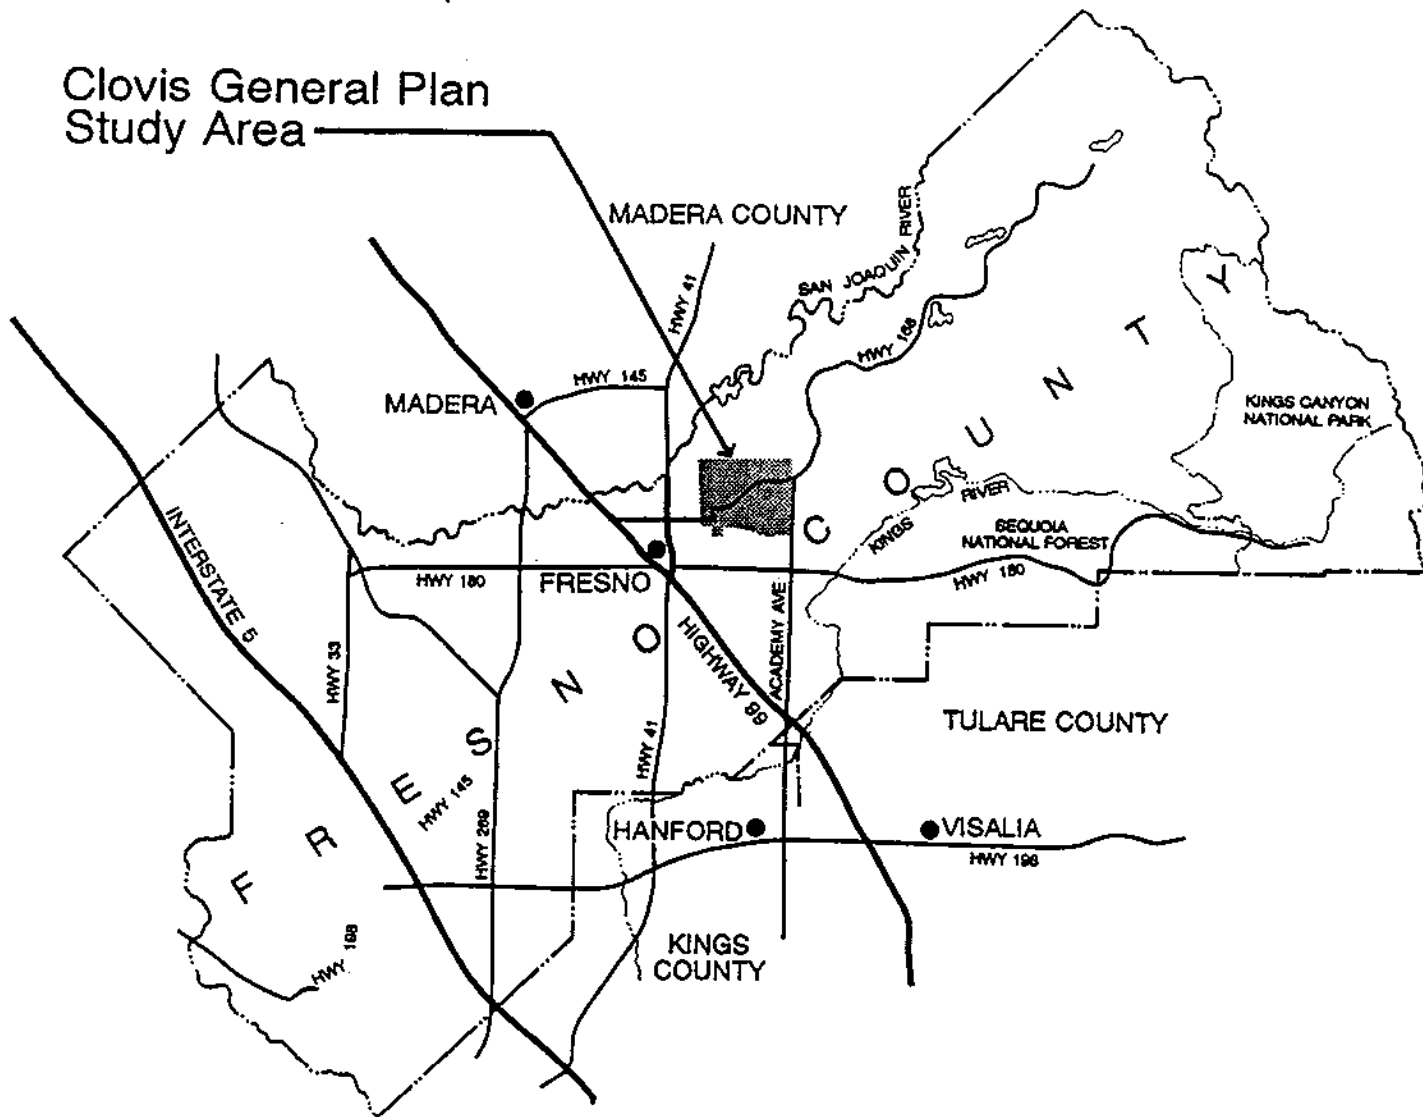 Clovis General Plan
Study Area
MADERA COUNTY
SAN JOAQUIN RIVER
HWY 41
HWY 168
HWY 145
MADERA
KINGS CANYON
NATIONAL PARK
KINGS RIVER
SEQUOIA
NATIONAL FOREST
INTERSTATE 5
HWY 180
FRESNO
HWY 180
HWY 33
HIGHWAY 99
ACADEMY AVE
TULARE COUNTY
HWY 41
HWY 145
HWY 269
HANFORD
VISALIA
HWY 198
HWY 198
KINGS
COUNTY
FRESNO COUNTY